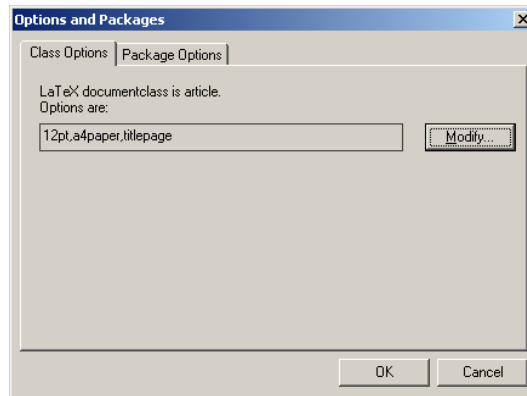 Options and Packages
Class Options Package Options
LaTeX documentclass is article.
Options are:
12pt,a4paper,titlepage Modify...
OK Cancel